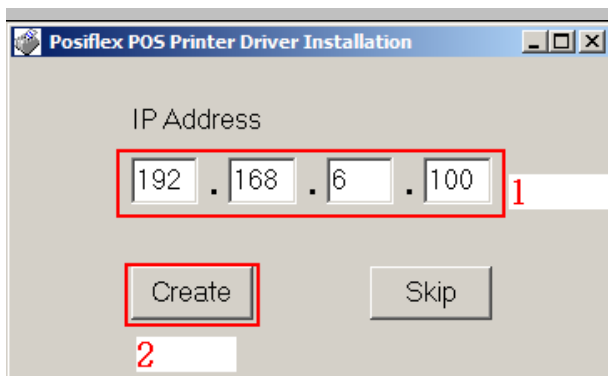 Posiflex POS Printer Driver Installation
IP Address
192 . 168 . 6 . 100
1
Create Skip
2